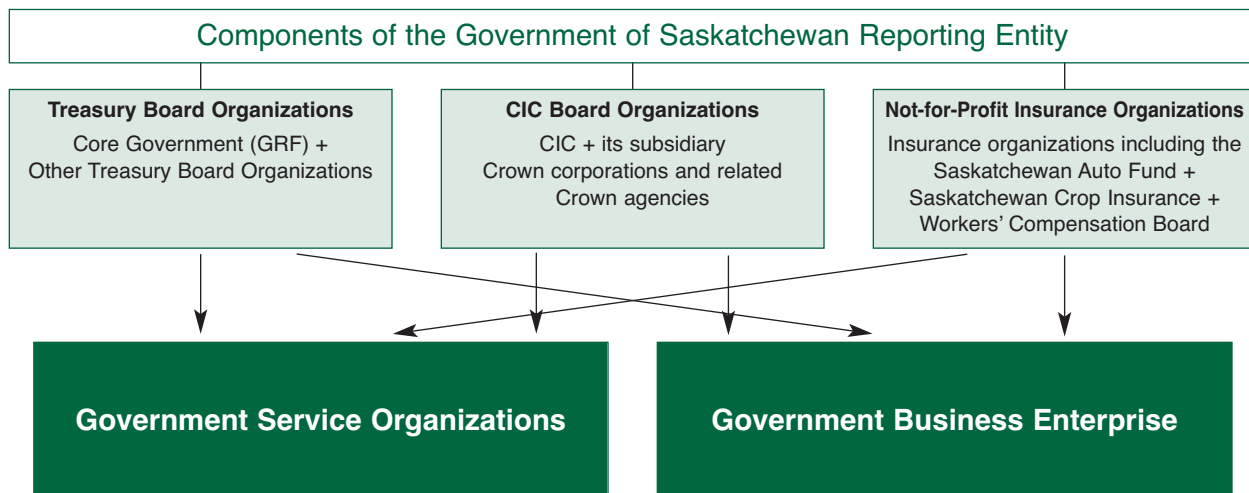 Components of the Government of Saskatchewan Reporting Entity
Treasury Board Organizations
Core Government (GRF) +
Other Treasury Board Organizations
CIC Board Organizations
CIC + its subsidiary
Crown corporations and related
Crown agencies
Not-for-Profit Insurance Organizations
Insurance organizations including the
Saskatchewan Auto Fund +
Saskatchewan Crop Insurance +
Workers’ Compensation Board
Government Service Organizations
Government Business Enterprise